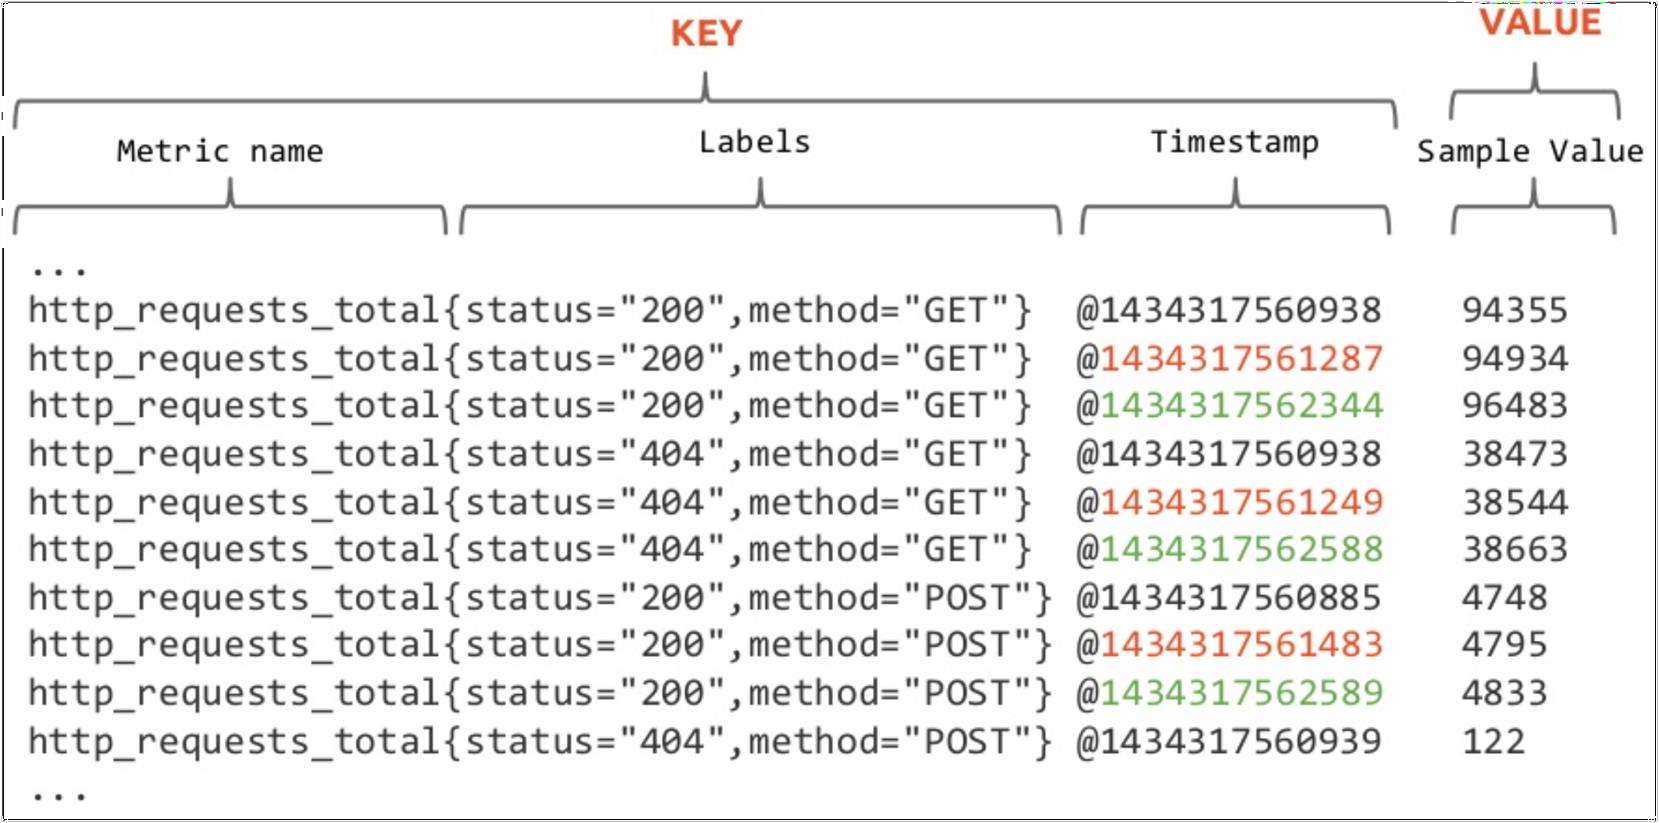 KEY VALUE
Metric name Labels Timestamp Sample Value
...
http_requests_total{status="200",method="GET"} @1434317560938 94355
http_requests_total{status="200",method="GET"} @1434317561287 94934
http_requests_total{status="200",method="GET"} @1434317562344 96483
http_requests_total{status="404",method="GET"} @1434317560938 38473
http_requests_total{status="404",method="GET"} @1434317561249 38544
http_requests_total{status="404",method="GET"} @1434317562588 38663
http_requests_total{status="200",method="POST"} @1434317560885 4748
http_requests_total{status="200",method="POST"} @1434317561483 4795
http_requests_total{status="200",method="POST"} @1434317562589 4833
http_requests_total{status="404",method="POST"} @1434317560939 122
...